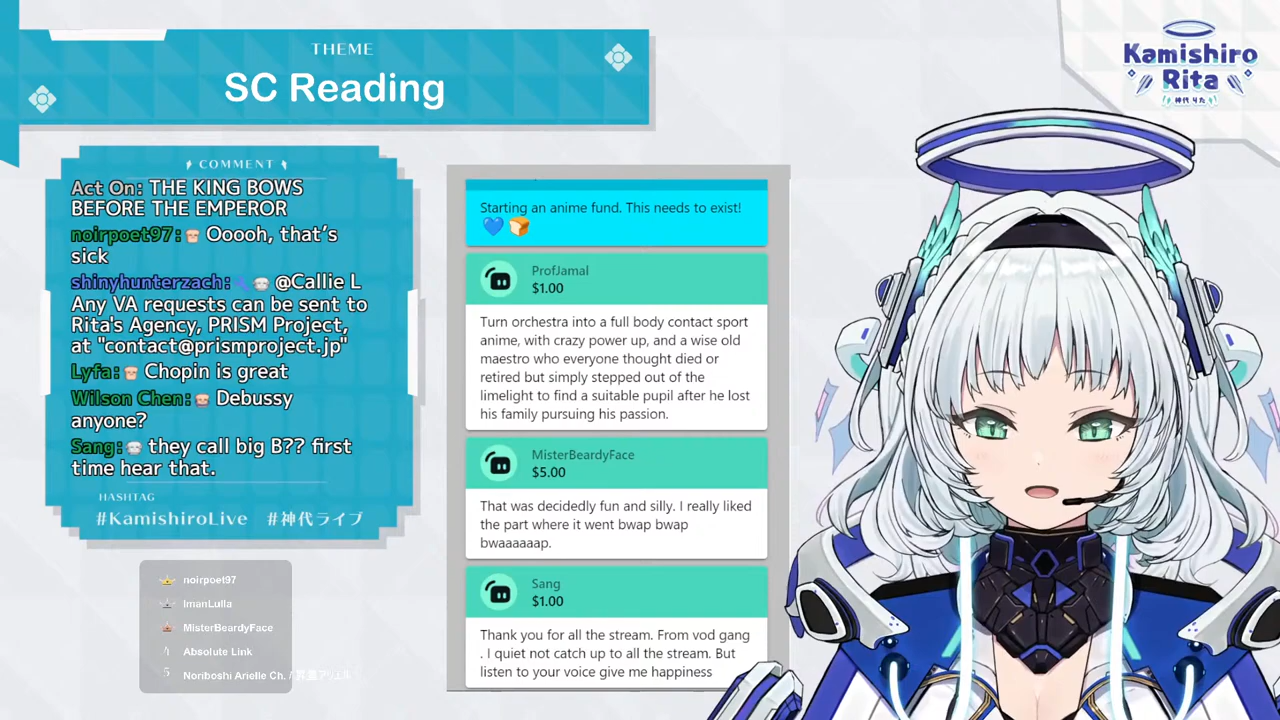 THEME
SC Reading
Kamishiro
Rita
神代りた
COMMENT
Act On: THE KING BOWS
BEFORE THE EMPEROR
noirpoet97: Ooooh, that's
sick
shinyhunterzach: @Callie L
Any VA requests can be sent to
Rita's Agency, PRISM Project,
at "contact@prismproject.jp"
Lyfa: Chopin is great
Wilson Chen: Debussy
anyone?
Sang: they call big B?? first
time hear that.
HASHTAG
#KamishiroLive #神代ライブ
noirpoet97
ImanLulla
MisterBeardyFace
4 Absolute Link
5 Noriboshi Arielle Ch. /
Starting an anime fund. This needs to exist!
ProfJamal
$1.00
Turn orchestra into a full body contact sport
anime, with crazy power up, and a wise old
maestro who everyone thought died or
retired but simply stepped out of the
limelight to find a suitable pupil after he lost
his family pursuing his passion.
MisterBeardyFace
$5.00
That was decidedly fun and silly. I really liked
the part where it went bwap bwap
bwaaaaaap.
Sang
$1.00
Thank you for all the stream. From vod gang
. I quiet not catch up to all the stream. But
listen to your voice give me happiness